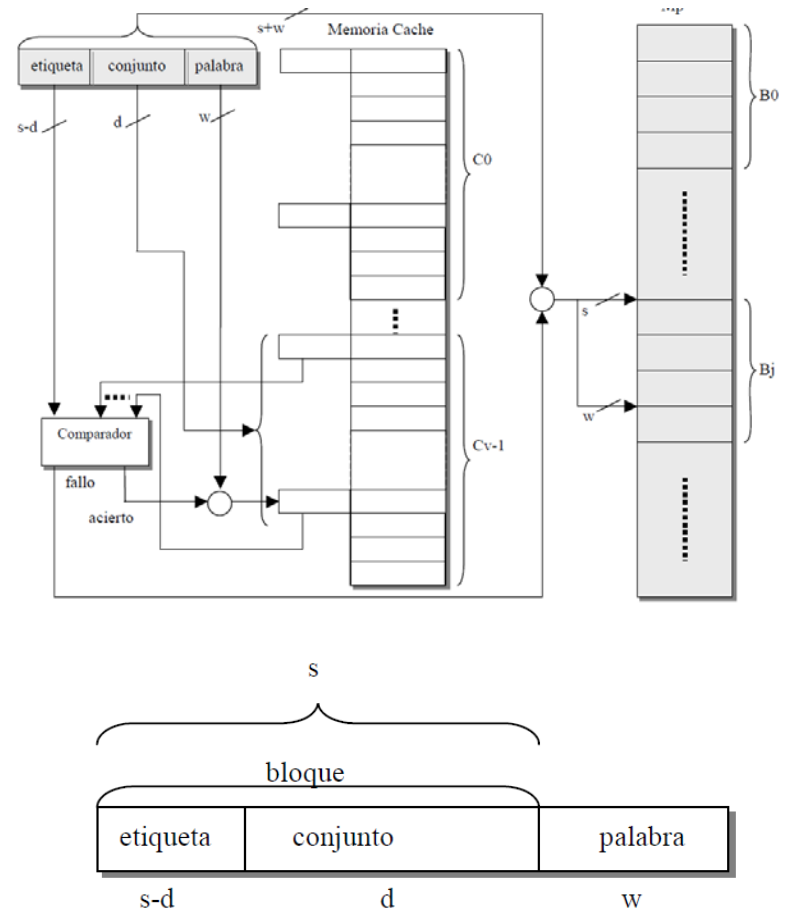 s+w
Memoria Cache
etiqueta conjunto palabra
B0
s-d d w
C0
s
Bj
w
Comparador
Cv-1
fallo
acierto
s
bloque
etiqueta conjunto palabra
s-d d w